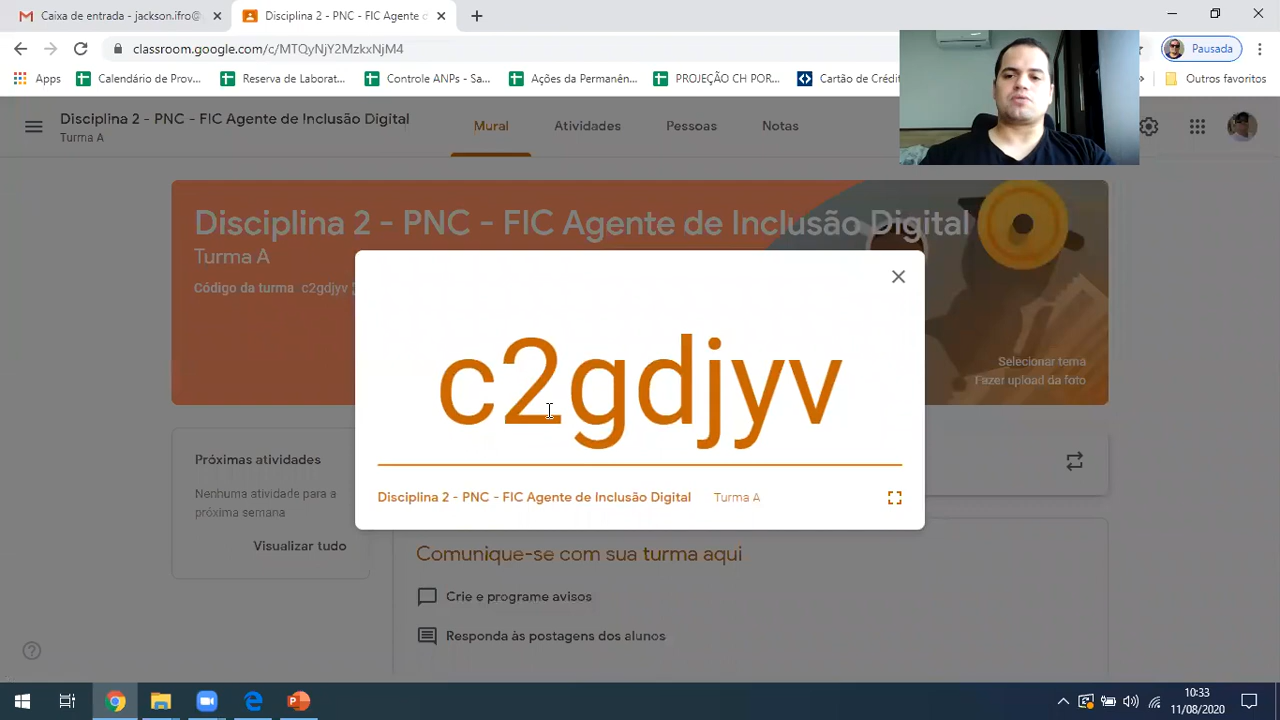 Caixa de entrada - jackson.ifro@
Disciplina 2 - PNC - FIC Agente d
classroom.google.com/c/MTQyNjY2MzkxNjM4
Pausada
Apps
Calendário de Prov...
Reserva de Laborat...
Controle ANPs - Sa...
Ações da Permanên...
PROJEÇÃO CH POR...
Cartão de Crédit
Outros favoritos
Disciplina 2 - PNC - FIC Agente de Inclusão Digital
Turma A
Mural
Atividades
Pessoas
Notas
Disciplina 2 - PNC - FIC Agente de Inclusão Digital
Turma A
Código da turma c2gdjyv
Selecionar tema
Fazer upload da foto
c2gdjyv
Disciplina 2 - PNC - FIC Agente de Inclusão Digital Turma A
Próximas atividades
Nenhuma atividade para a
próxima semana
Visualizar tudo
Comunique-se com sua turma aqui
Crie e programe avisos
Responda às postagens dos alunos
10:33
11/08/2020